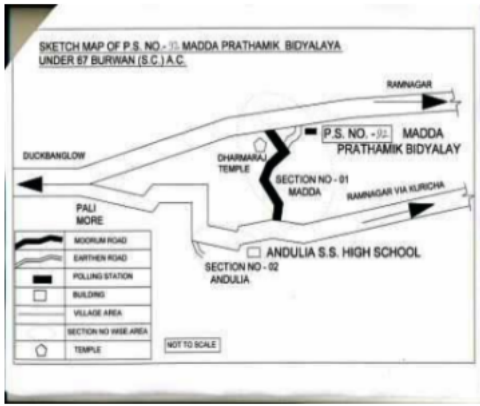 SKETCH MAP OF P.S. NO.- 92 MADDA PRATHAMIK BIDYALAYA
UNDER 67 BURWAN (S.C.) A.C.
RAMNAGAR
P.S. NO. -92 MADDA
PRATHAMIK BIDYALAY
DUCKBANGLOW
DHARMARAJ
TEMPLE
SECTION NO -01
MADDA
RAMNAGAR VIA KURICHA
PALI
MORE
ANDULIA S.S. HIGH SCHOOL
SECTION NO - 02
ANDULIA
MOORUM ROAD
EARTHEN ROAD
POLLING STATION
BUILDING
VILLAGE AREA
SECTION NO WISE AREA
TEMPLE
NOT TO SCALE